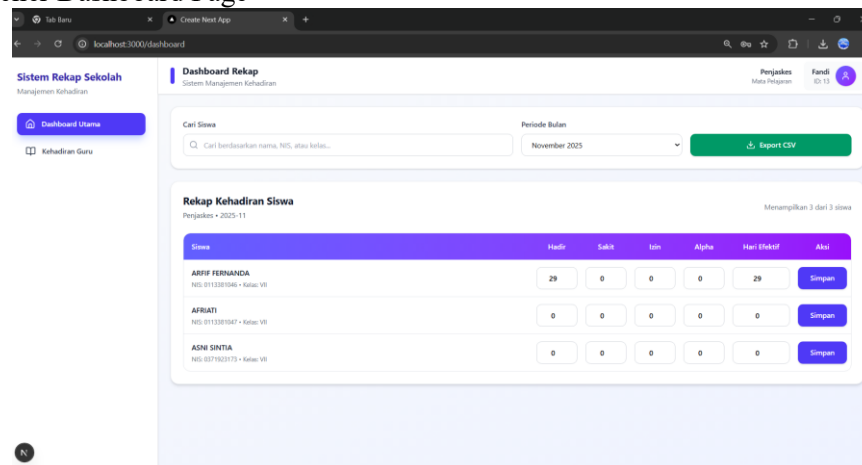 Dashboard Page
Tab Baru
Create Next App
localhost:3000/dashboard
Sistem Rekap Sekolah
Manajemen Kehadiran
Dashboard Utama
Kehadiran Guru
Dashboard Rekap
Sistem Manajemen Kehadiran
Penjaskes
Mata Pelajaran
Fandi
ID: 13
Cari Siswa
Cari berdasarkan nama, NIS, atau kelas...
Periode Bulan
November 2025
Export CSV
Rekap Kehadiran Siswa
Penjaskes • 2025-11
Menampilkan 3 dari 3 siswa
Siswa Hadir Sakit Izin Alpha Hari Efektif Aksi
ARFIF FERNANDA 29 0 0 0 29 Simpan
NIS: 0113381046 • Kelas: VII
AFRIATI 0 0 0 0 0 Simpan
NIS: 0113381047 • Kelas: VII
ASNI SINTIA 0 0 0 0 0 Simpan
NIS: 0371923173 • Kelas: VII
N